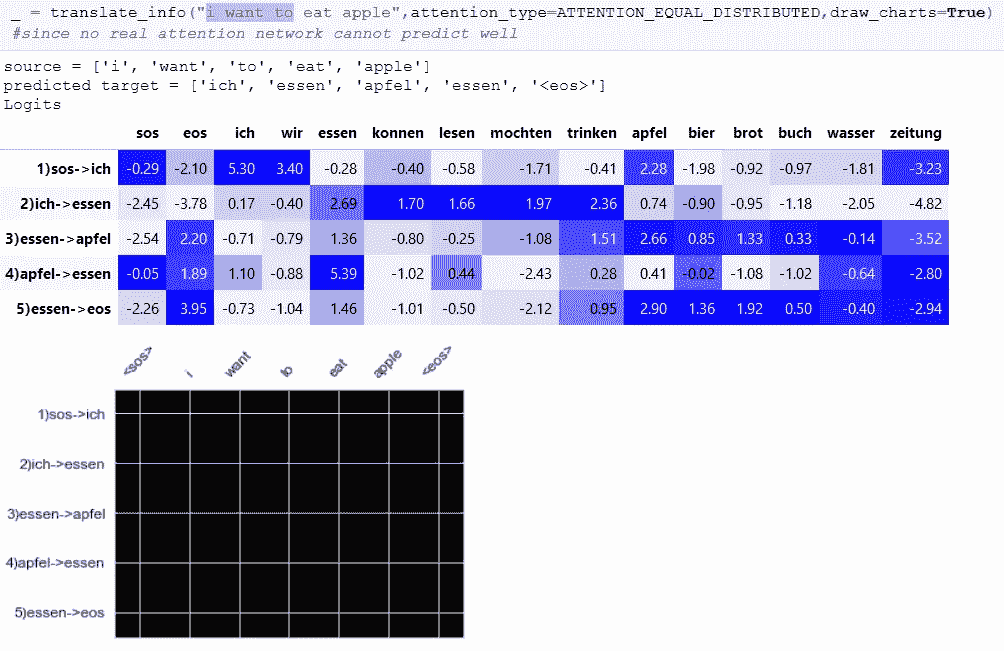 _ = translate_info("i want to eat apple",attention_type=ATTENTION_EQUAL_DISTRIBUTED,draw_charts=True)
#since no real attention network cannot predict well
source = ['i', 'want', 'to', 'eat', 'apple']
predicted target = ['ich', 'essen', 'apfel', 'essen', '<eos>']
Logits
sos eos ich wir essen konnen lesen mochten trinken apfel bier brot buch wasser zeitung
1)sos->ich -0.29 -2.10 5.30 3.40 -0.28 -0.40 -0.58 -1.71 -0.41 2.28 -1.98 -0.92 -0.97 -1.81 -3.23
2)ich->essen -2.45 -3.78 0.17 -0.40 2.69 1.70 1.66 1.97 2.36 0.74 -0.90 -0.95 -1.18 -2.05 -4.82
3)essen->apfel -2.54 2.20 -0.71 -0.79 1.36 -0.80 -0.25 -1.08 1.51 2.66 0.85 1.33 0.33 -0.14 -3.52
4)apfel->essen -0.05 1.89 1.10 -0.88 5.39 -1.02 0.44 -2.43 0.28 0.41 -0.02 -1.08 -1.02 -0.64 -2.80
5)essen->eos -2.26 3.95 -0.73 -1.04 1.46 -1.01 -0.50 -2.12 0.95 2.90 1.36 1.92 0.50 -0.40 -2.94
<sos> i want to eat apple <eos>
1)sos->ich
2)ich->essen
3)essen->apfel
4)apfel->essen
5)essen->eos